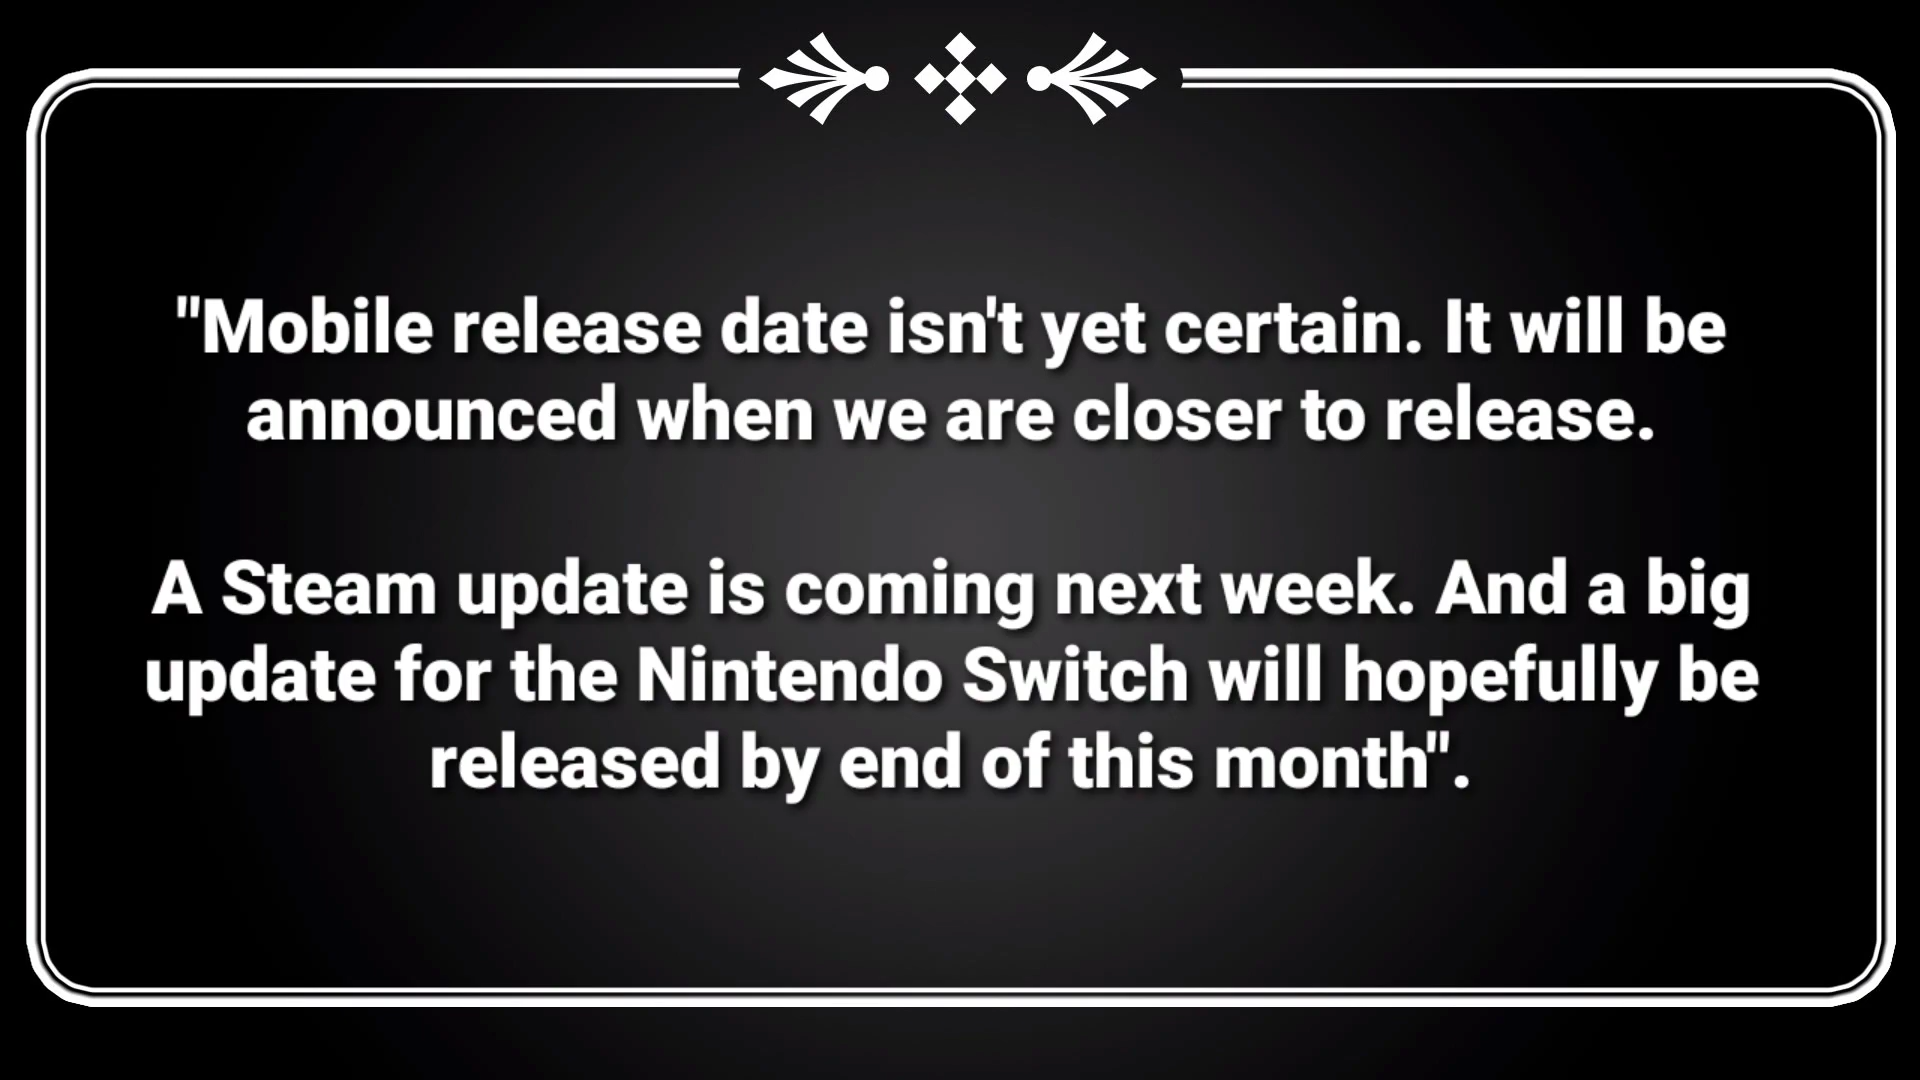 "Mobile release date isn't yet certain. It will be
announced when we are closer to release.
A Steam update is coming next week. And a big
update for the Nintendo Switch will hopefully be
released by end of this month".